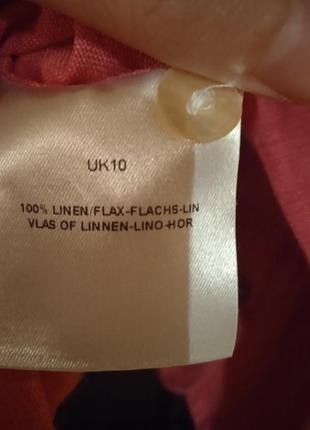 UK10
100% LINEN/FLAX-FLACHS-LIN
VLAS OF LINNEN-LINO-HOR